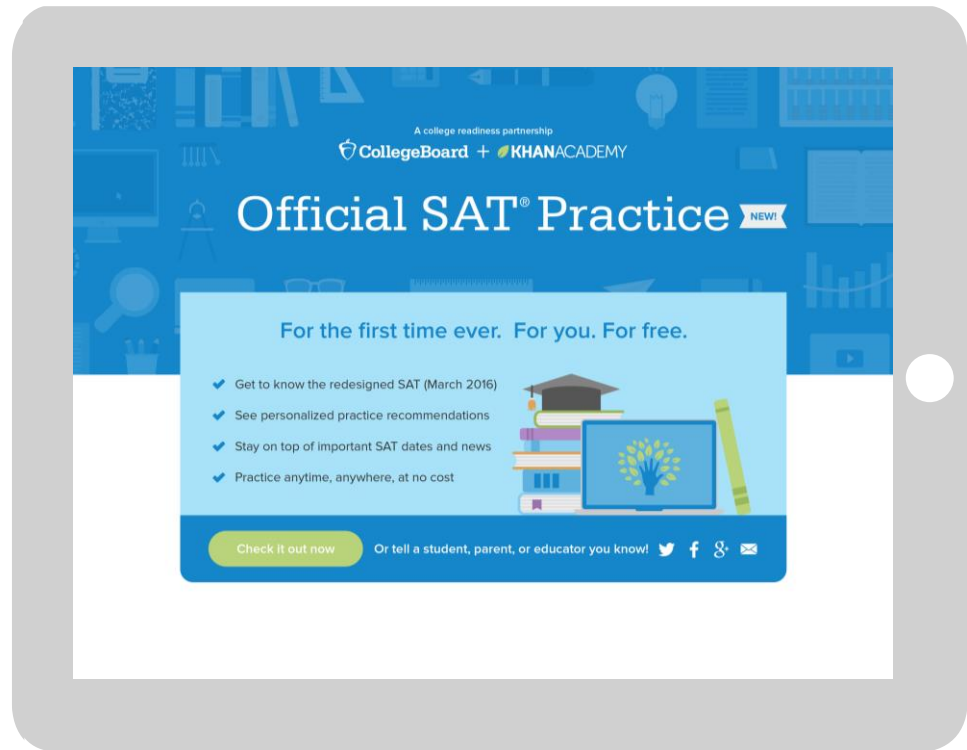 A college readiness partnership
CollegeBoard + KHANACADEMY
Official SAT® Practice NEW!
For the first time ever. For you. For free.
Get to know the redesigned SAT (March 2016)
See personalized practice recommendations
Stay on top of important SAT dates and news
Practice anytime, anywhere, at no cost
Check it out now Or tell a student, parent, or educator you know!